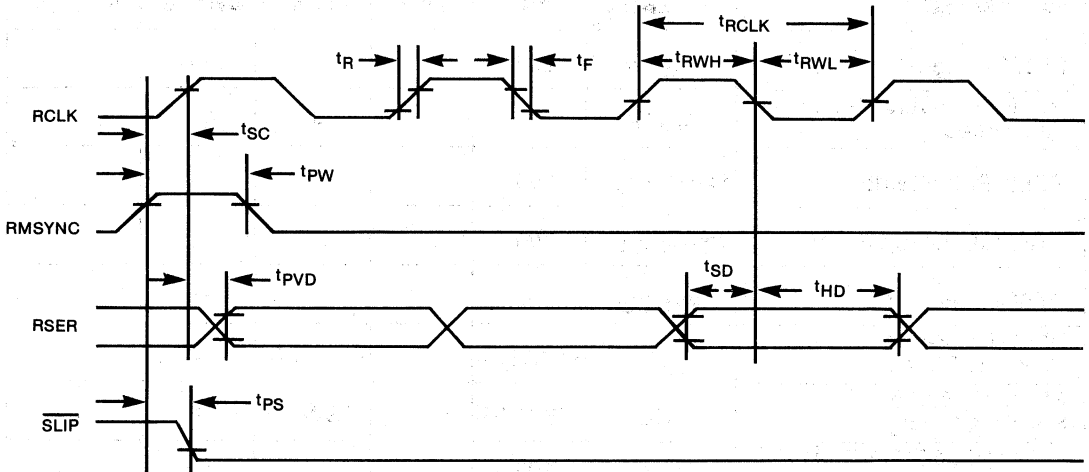 tRCLK
tR
tF
tRWH
tRWL
RCLK
tSC
tPW
RMSYNC
tSD
tPVD
tHD
RSER
tPS
SLIP